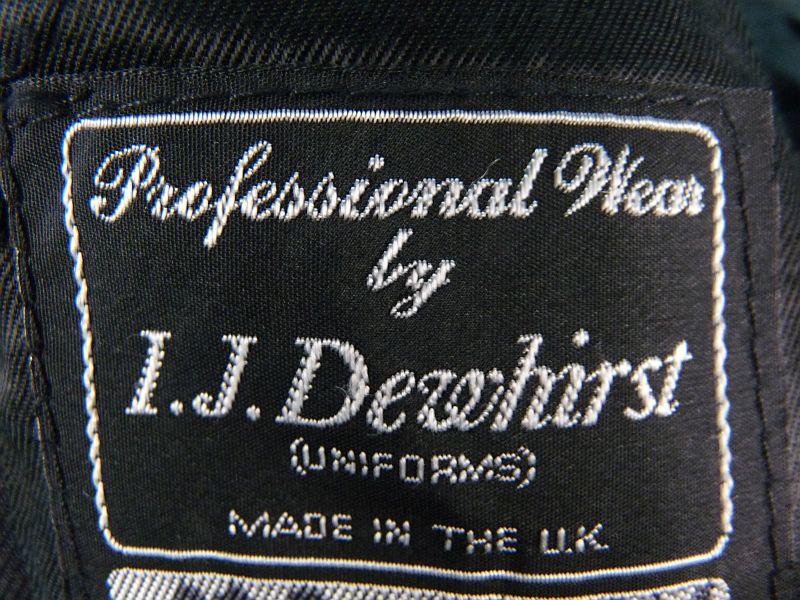 Professional Wear
by
I.J. Dewhirst
(UNIFORMS)
MADE IN THE U.K.